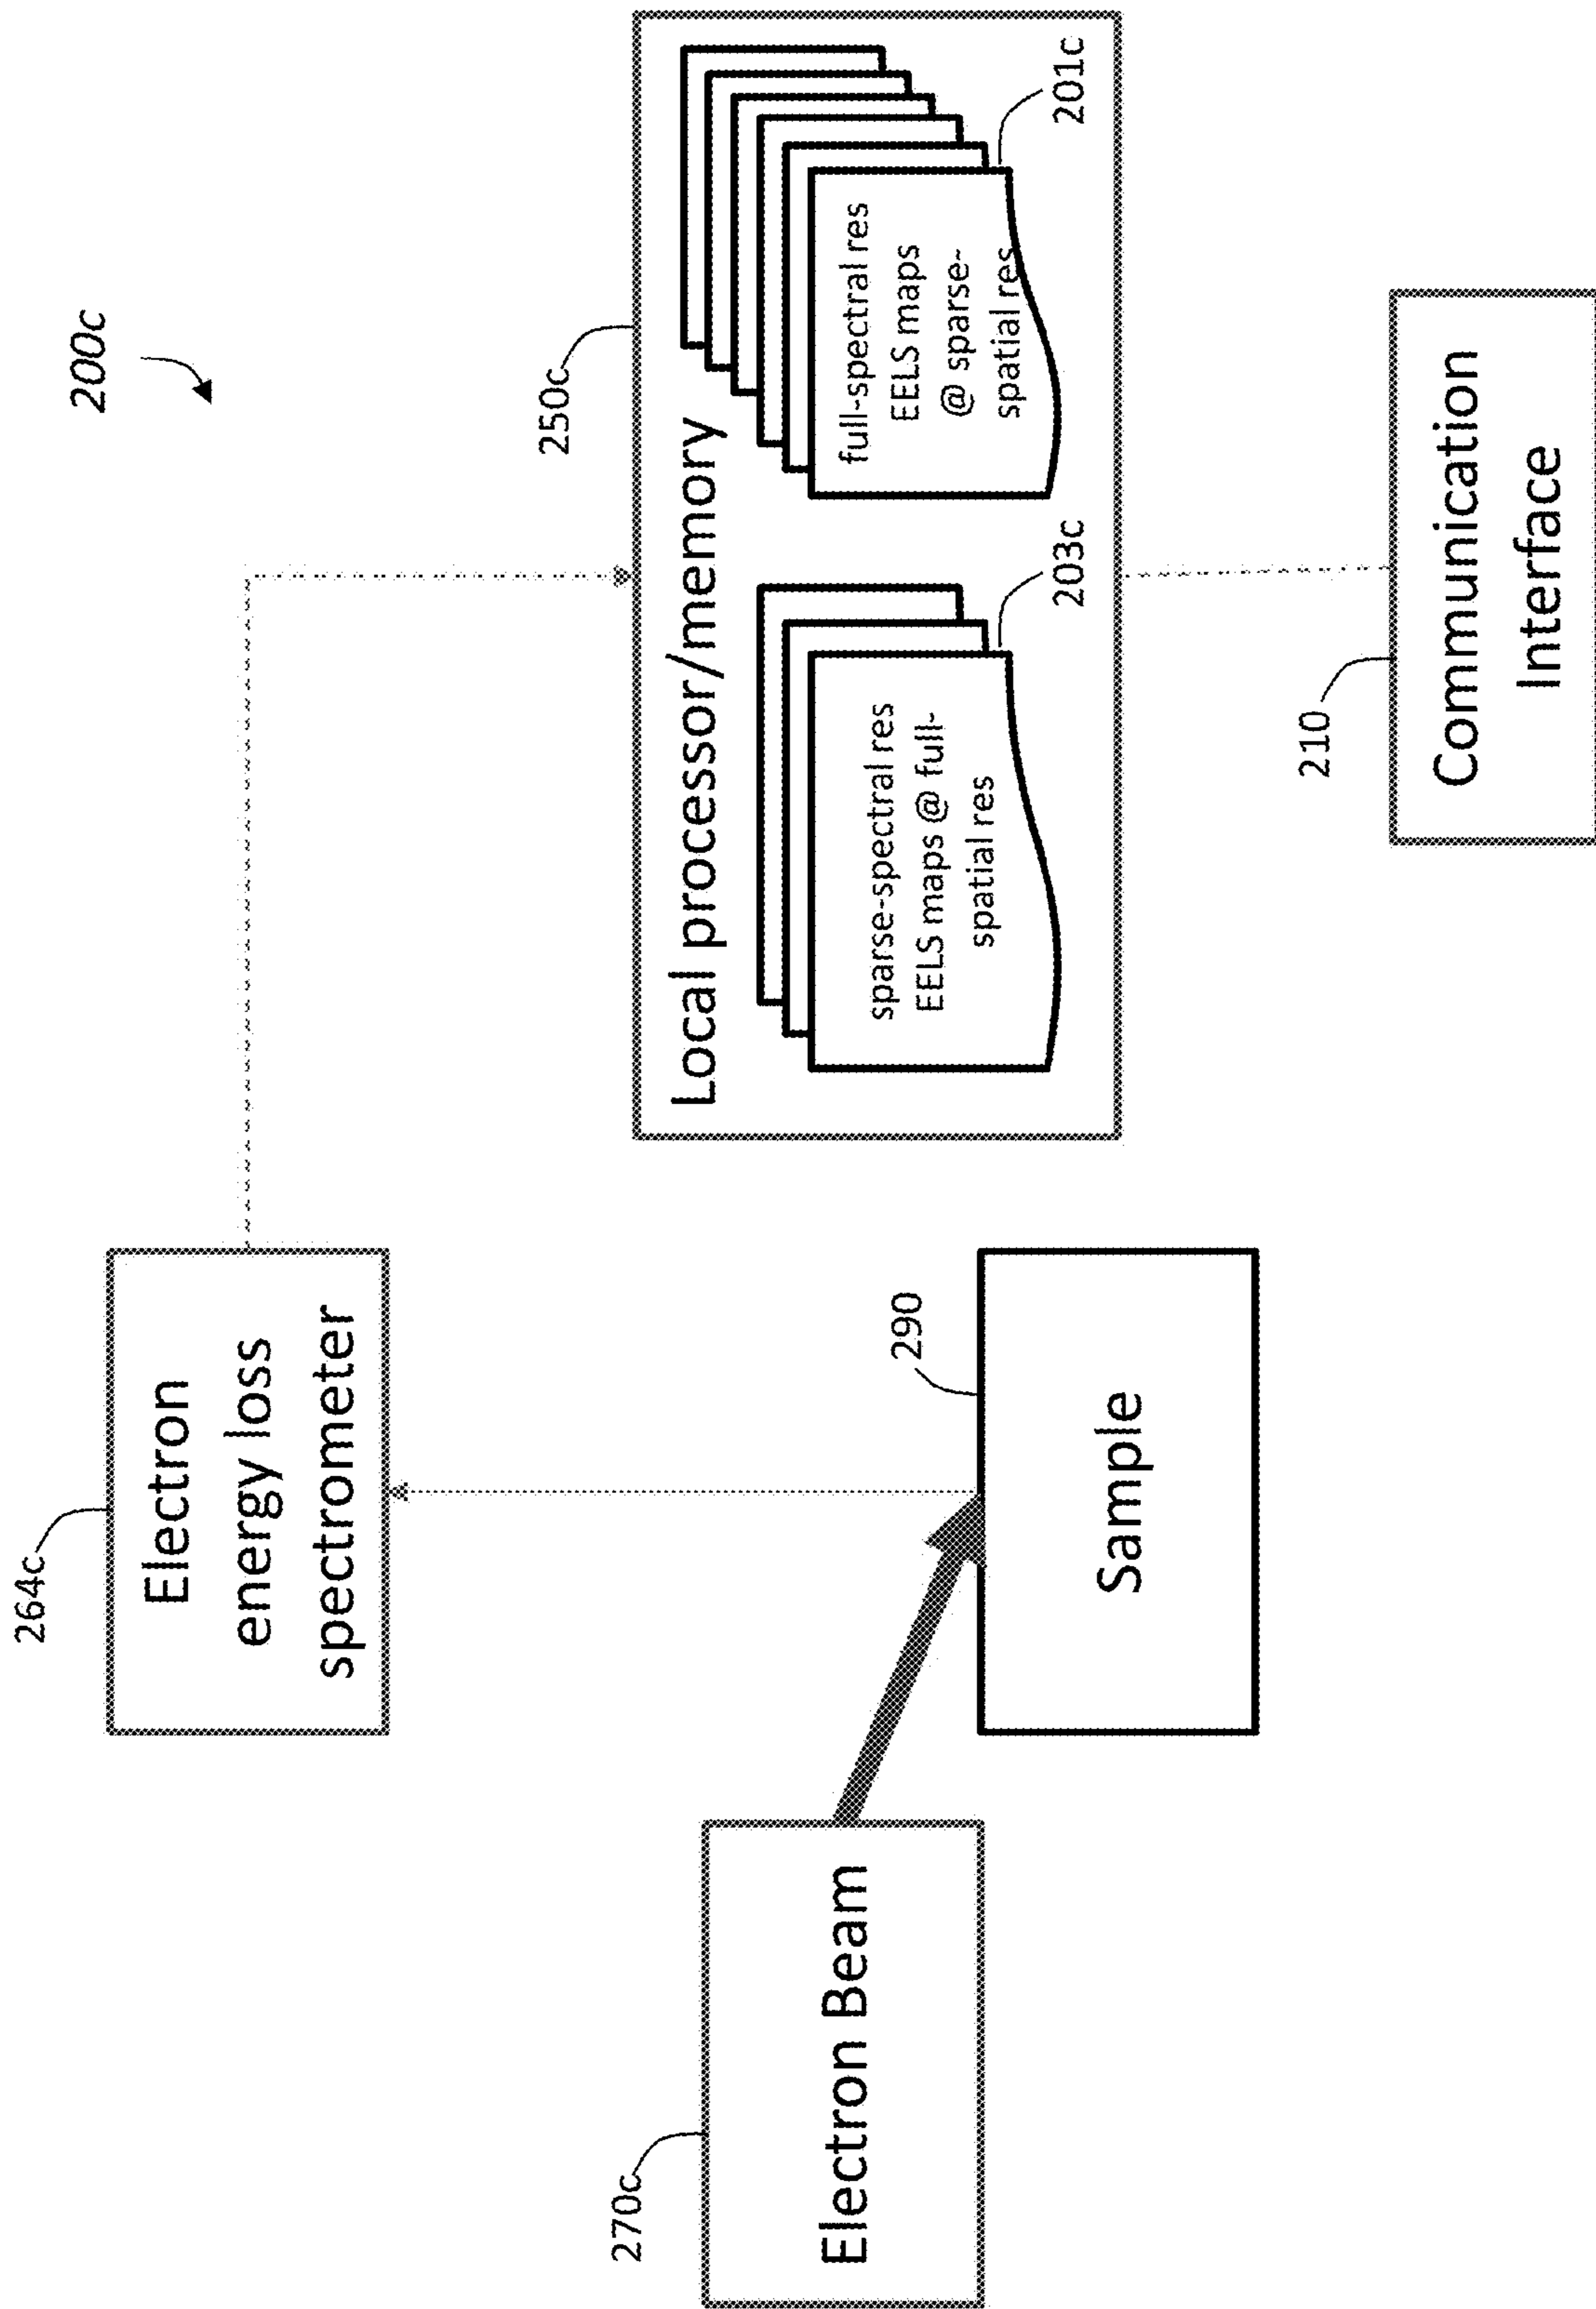 200c
264c
Electron
energy loss
spectrometer
270c
Electron Beam
290
Sample
250c
Local processor/memory
sparse-spectral res
EELS maps @ full-
spatial res
203c
full-spectral res
EELS maps
@ sparse-
spatial res
201c
210
Communication
Interface